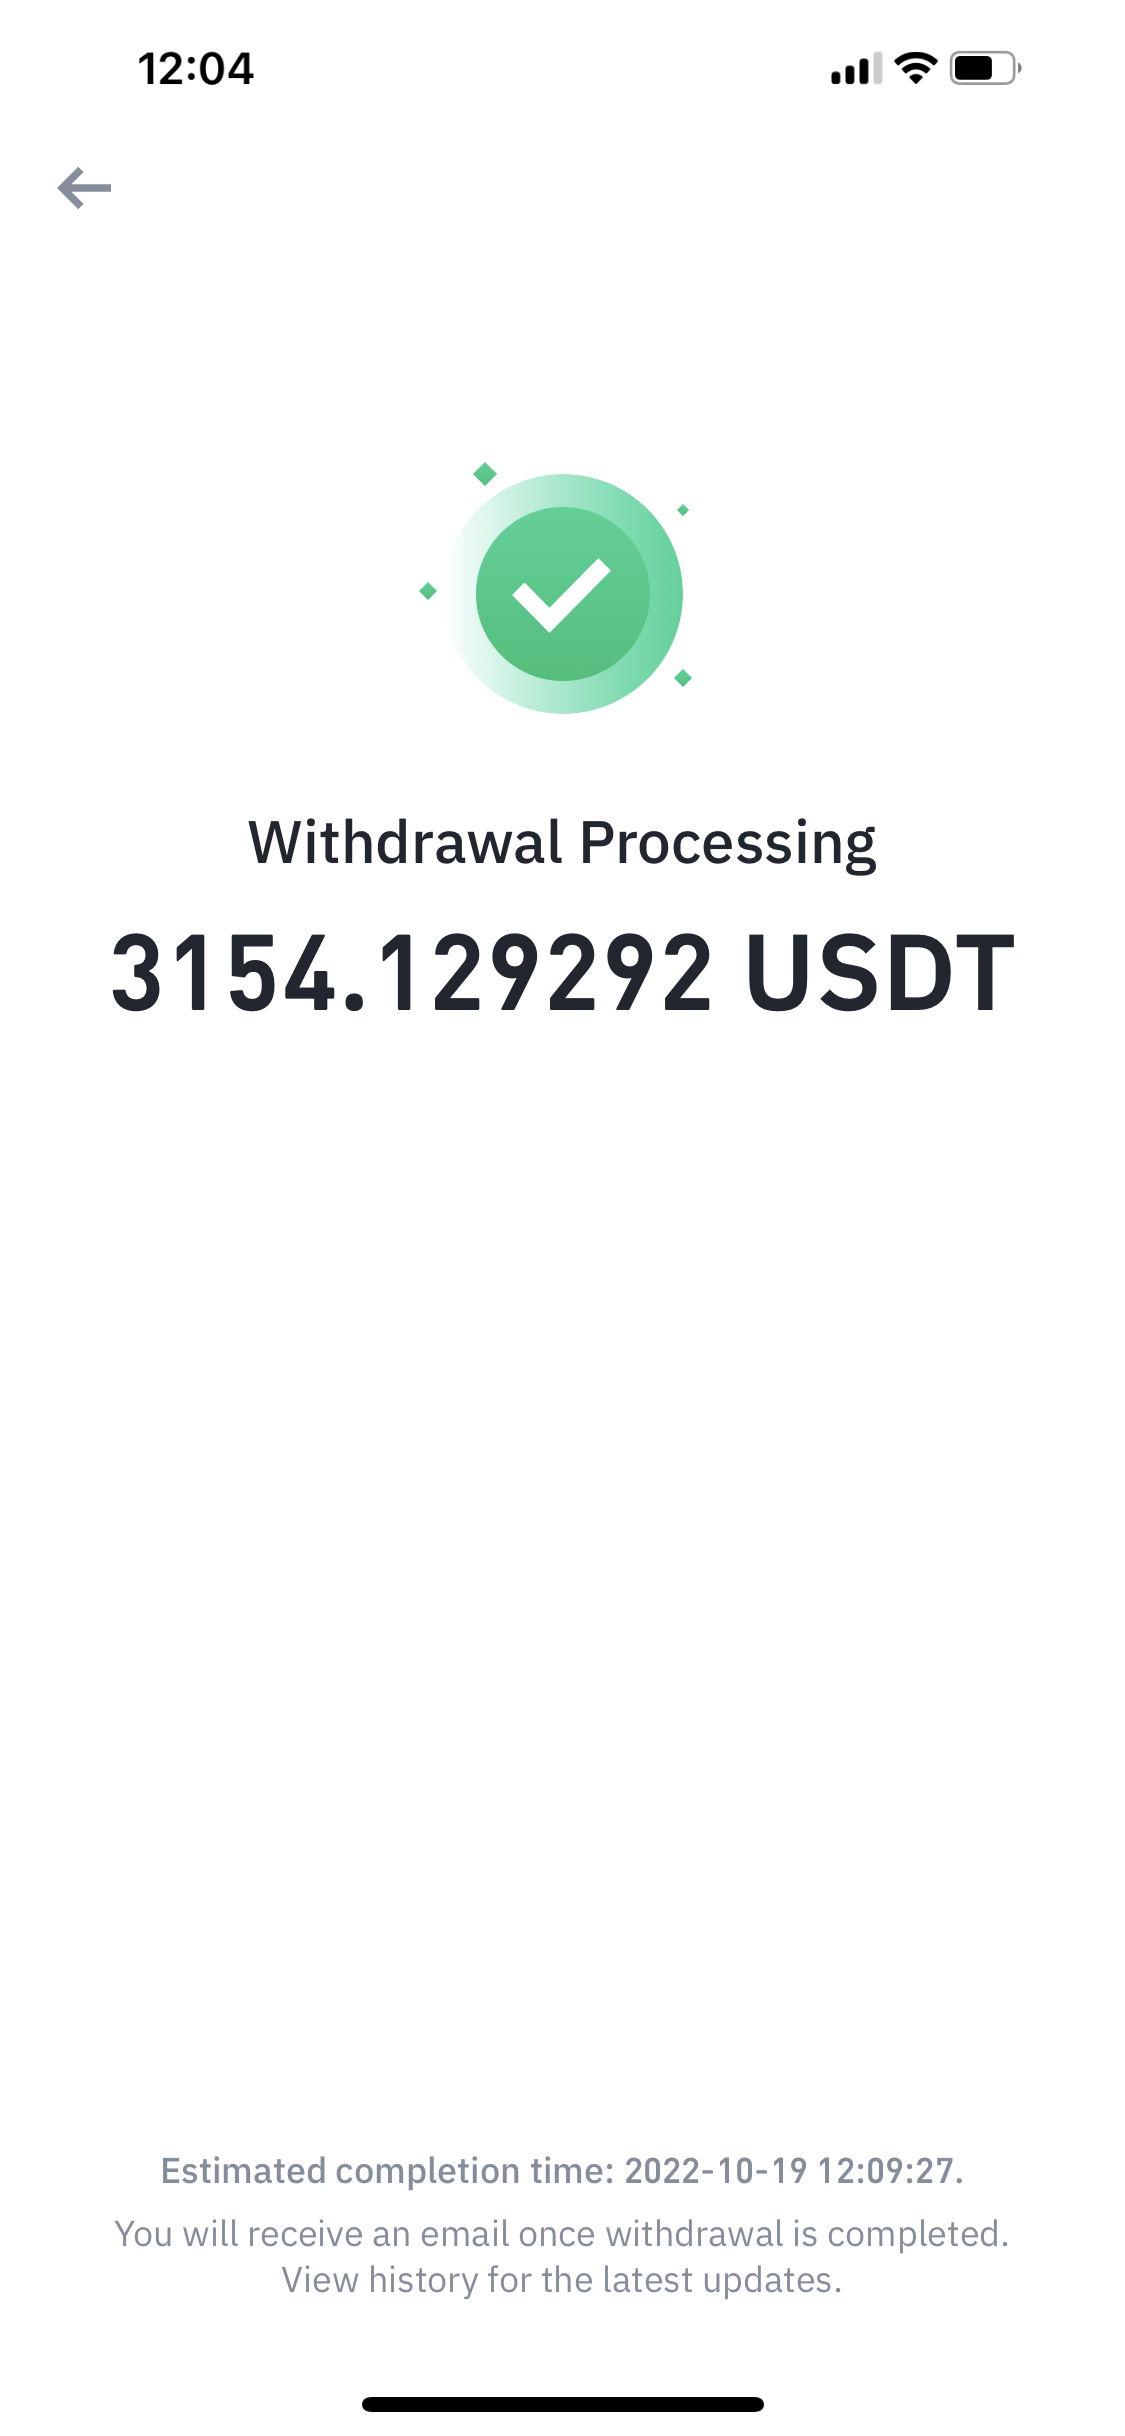 12:04
Withdrawal Processing
3154.129292 USDT
Estimated completion time: 2022-10-19 12:09:27.
You will receive an email once withdrawal is completed.
View history for the latest updates.